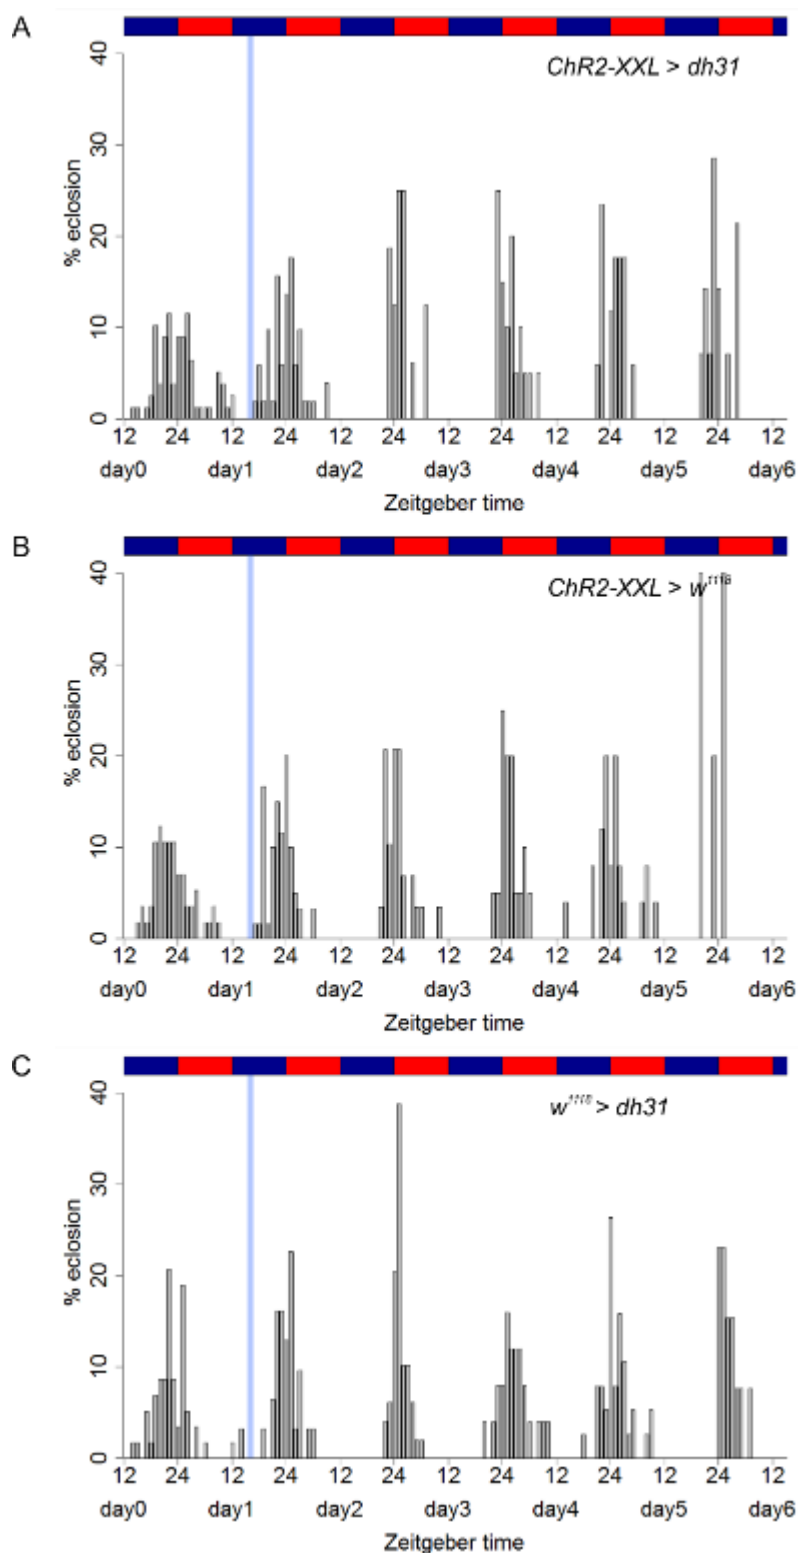 A
ChR2-XXL > dh31
40
30
20
10
0
% eclosion
12 24 12 24 12 24 12 24 12 24 12 24 12
day0 day1 day2 day3 day4 day5 day6
Zeitgeber time
B
ChR2-XXL > w1118
40
30
20
10
0
% eclosion
12 24 12 24 12 24 12 24 12 24 12 24 12
day0 day1 day2 day3 day4 day5 day6
Zeitgeber time
C
w1118 > dh31
40
30
20
10
0
% eclosion
12 24 12 24 12 24 12 24 12 24 12 24 12
day0 day1 day2 day3 day4 day5 day6
Zeitgeber time